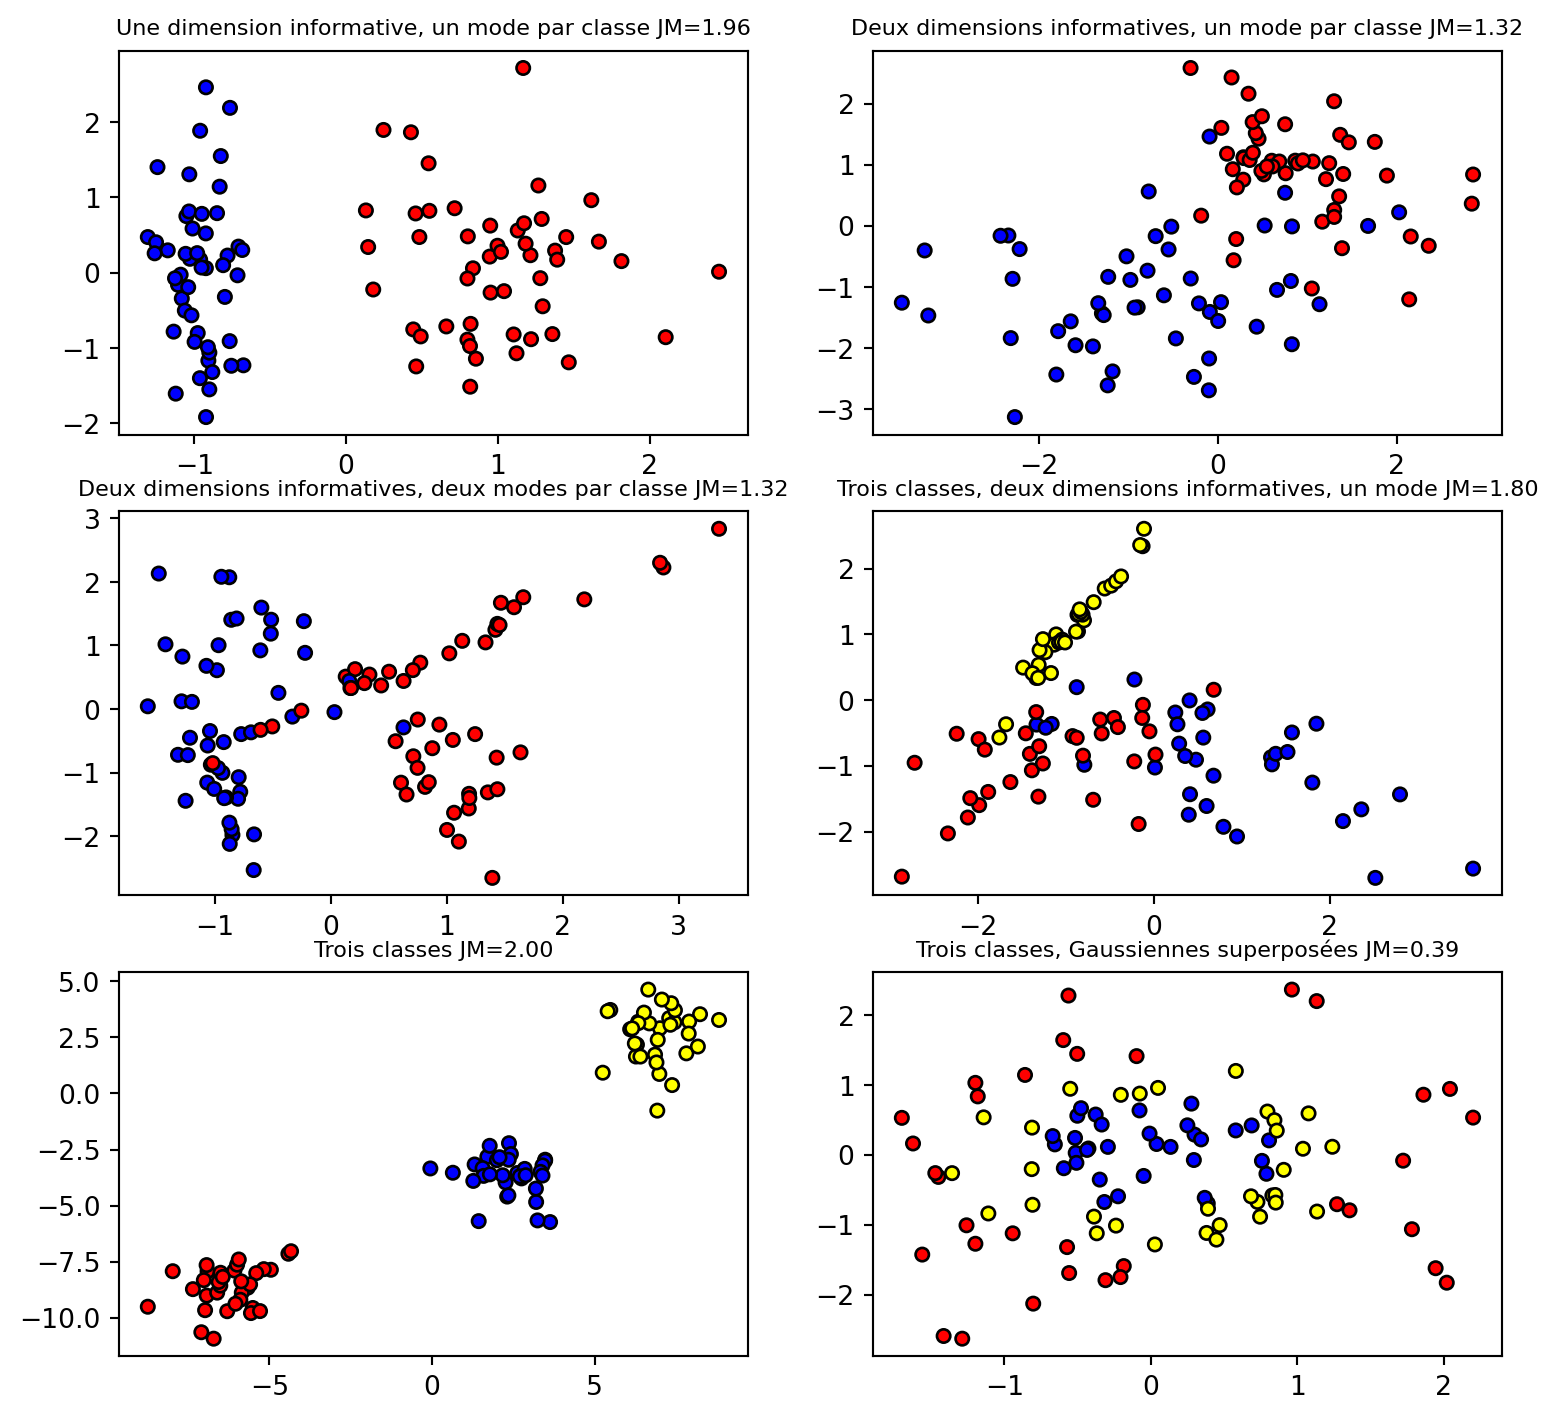 Une dimension informative, un mode par classe JM=1.96
2
1
0
−1
−2
−1 0 1 2
Deux dimensions informatives, un mode par classe JM=1.32
2
1
0
−1
−2
−3
−2 0 2
Deux dimensions informatives, deux modes par classe JM=1.32
3
2
1
0
−1
−2
−1 0 1 2 3
Trois classes, deux dimensions informatives, un mode JM=1.80
2
1
0
−1
−2
−2 0 2
Trois classes JM=2.00
5.0
2.5
0.0
−2.5
−5.0
−7.5
−10.0
−5 0 5
Trois classes, Gaussiennes superposées JM=0.39
2
1
0
−1
−2
−1 0 1 2